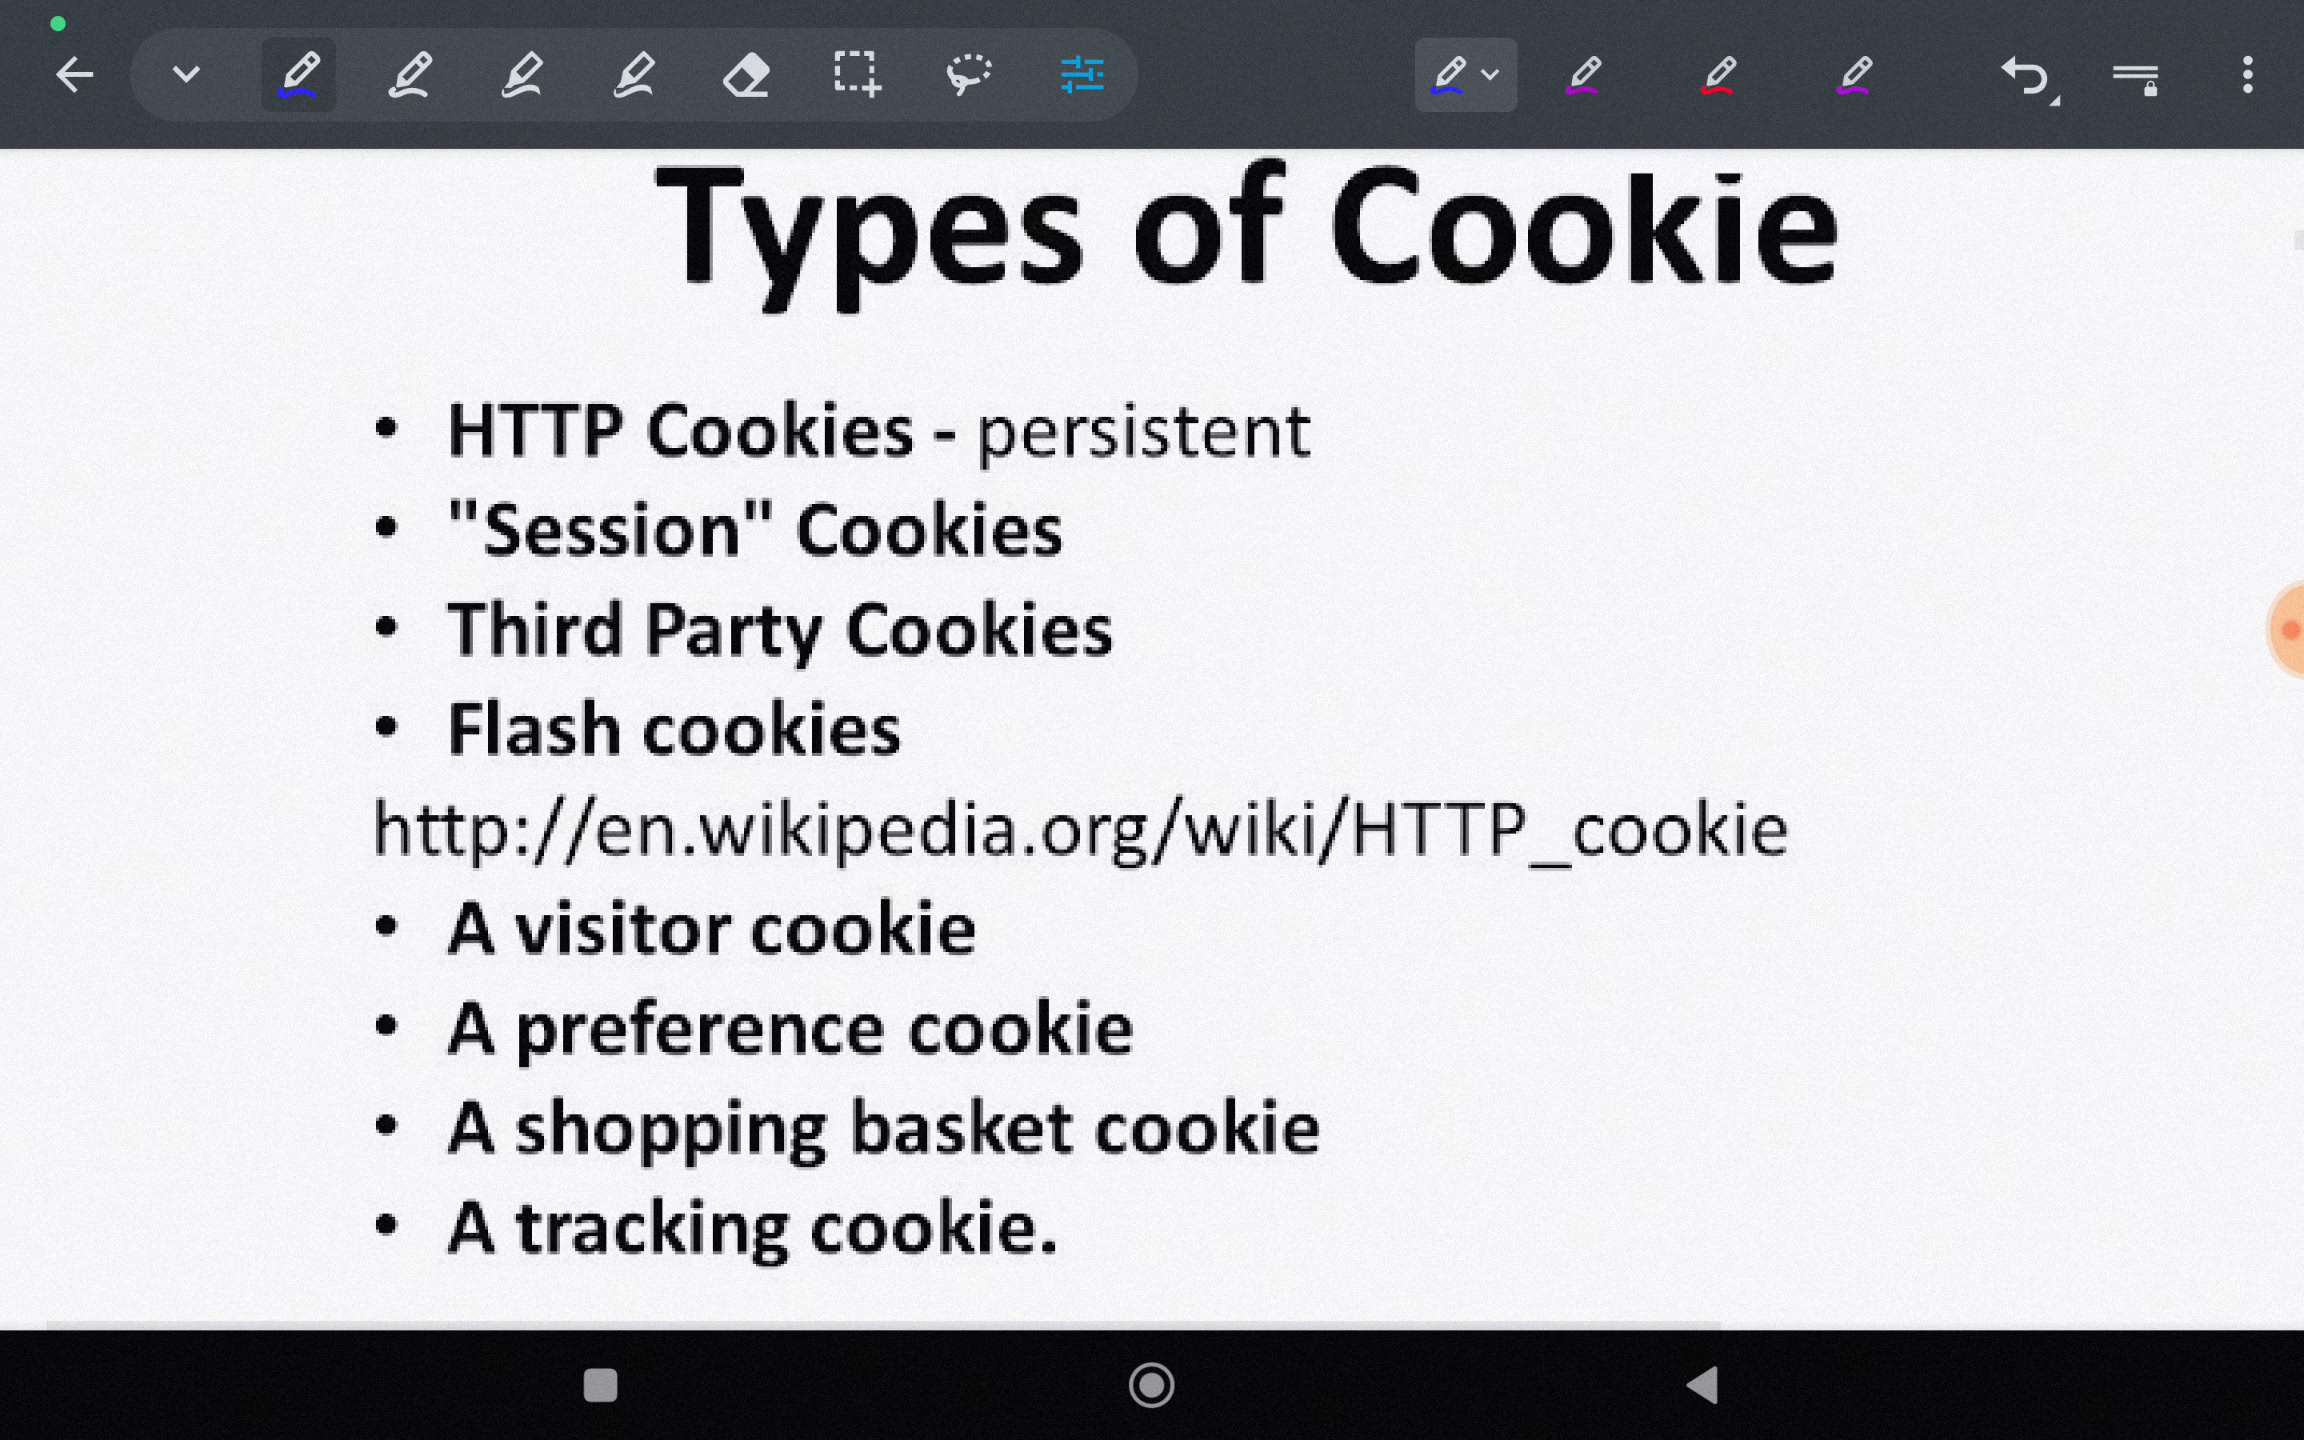 Types of Cookie
• HTTP Cookies - persistent
• "Session" Cookies
• Third Party Cookies
• Flash cookies
http://en.wikipedia.org/wiki/HTTP_cookie
• A visitor cookie
• A preference cookie
• A shopping basket cookie
• A tracking cookie.